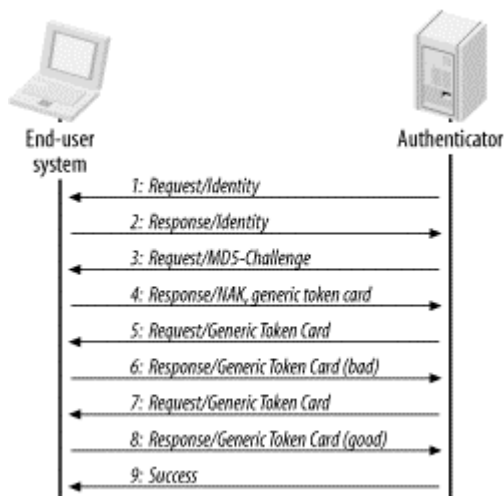 End-user
system
Authenticator
1: Request/Identity
2: Response/Identity
3: Request/MD5-Challenge
4: Response/NAK, generic token card
5: Request/Generic Token Card
6: Response/Generic Token Card (bad)
7: Request/Generic Token Card
8: Response/Generic Token Card (good)
9: Success